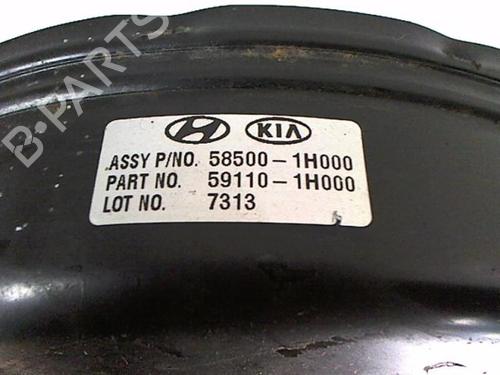 B-PARTS
KIA
ASSY P/NO. 58500-1H000
PART NO. 59110-1H000
LOT NO. 7313